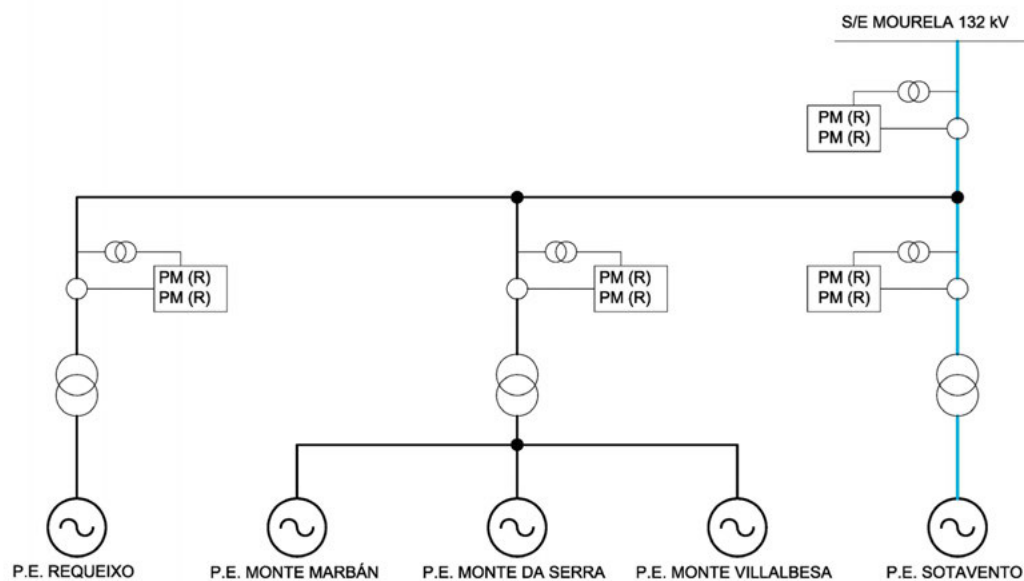 S/E MOURELA 132 kV
PM (R)
PM (R)
PM (R)
PM (R)
PM (R)
PM (R)
PM (R)
PM (R)
P.E. REQUEIXO
P.E. MONTE MARBÁN
P.E. MONTE DA SERRA
P.E. MONTE VILLALBESA
P.E. SOTAVENTO